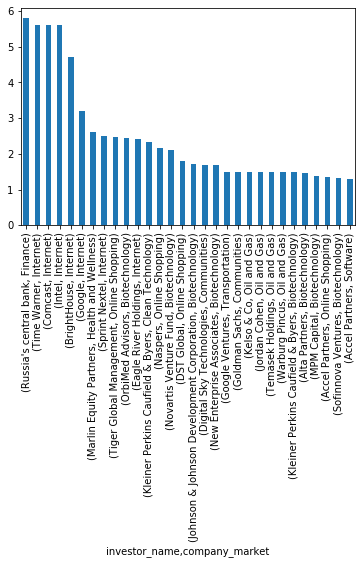 6
5
4
3
2
1
0
(Russia's central bank, Finance)
(Time Warner, Internet)
(Comcast, Internet)
(Intel, Internet)
(BrightHouse, Internet)
(Google, Internet)
(Marlin Equity Partners, Health and Wellness)
(Sprint Nextel, Internet)
(Tiger Global Management, Online Shopping)
(OrbiMed Advisors, Biotechnology)
(Eagle River Holdings, Internet)
(Kleiner Perkins Caufield & Byers, Clean Technology)
(Naspers, Online Shopping)
(Novartis Venture Fund, Biotechnology)
(DST Global, Online Shopping)
(Johnson & Johnson Development Corporation, Biotechnology)
(Digital Sky Technologies, Communities)
(New Enterprise Associates, Biotechnology)
(Google Ventures, Transportation)
(Goldman Sachs, Communities)
(Kelso & Co, Oil and Gas)
(Jordan Cohen, Oil and Gas)
(Temasek Holdings, Oil and Gas)
(Warburg Pincus, Oil and Gas)
(Kleiner Perkins Caufield & Byers, Biotechnology)
(Alta Partners, Biotechnology)
(MPM Capital, Biotechnology)
(Accel Partners, Online Shopping)
(Sofinnova Ventures, Biotechnology)
(Accel Partners, Software)
investor_name,company_market